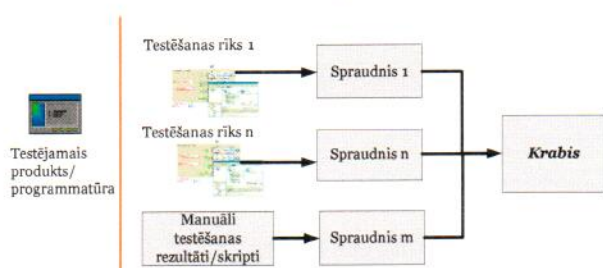 Testēšanas rīks 1
Spraudnis 1
Testēšanas rīks n
Spraudnis n
Krabis
Testējamais
produkts/
programmatūra
Manuāli
testēšanas
rezultāti/skripti
Spraudnis m